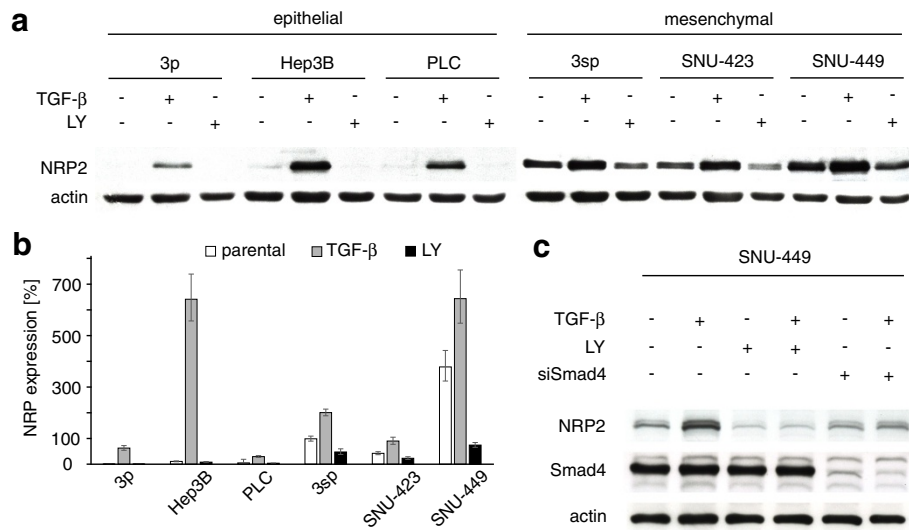 a
epithelial mesenchymal
3p Hep3B PLC 3sp SNU-423 SNU-449
TGF-β - + - - + - - + - - + - - + - - + -
LY - - + - - + - - + - - + - - + - - +
NRP2
actin
b
parental TGF-β LY
NRP expression [%]
700
500
300
100
0
3p Hep3B PLC 3sp SNU-423 SNU-449
c
SNU-449
TGF-β - + - + - +
LY - - + + - -
siSmad4 - - - - + +
NRP2
Smad4
actin